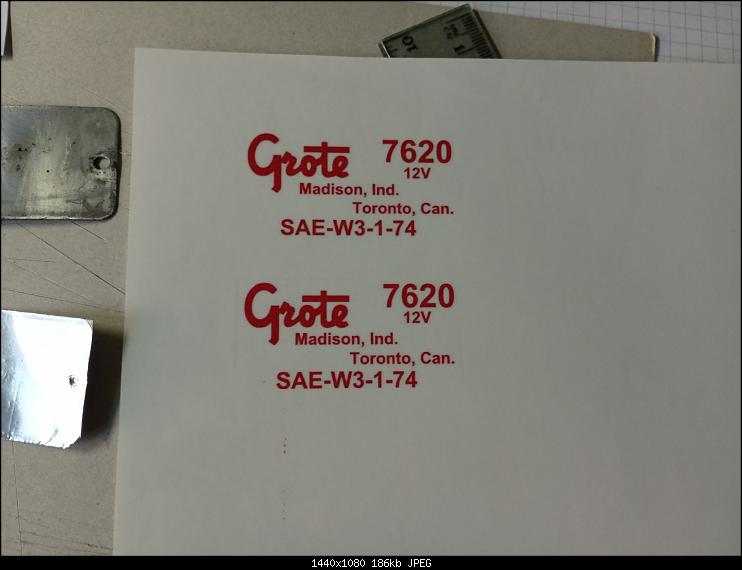 Grote 7620
12V
Madison, Ind.
Toronto, Can.
SAE-W3-1-74
Grote 7620
12V
Madison, Ind.
Toronto, Can.
SAE-W3-1-74
1440x1080 186kb JPEG